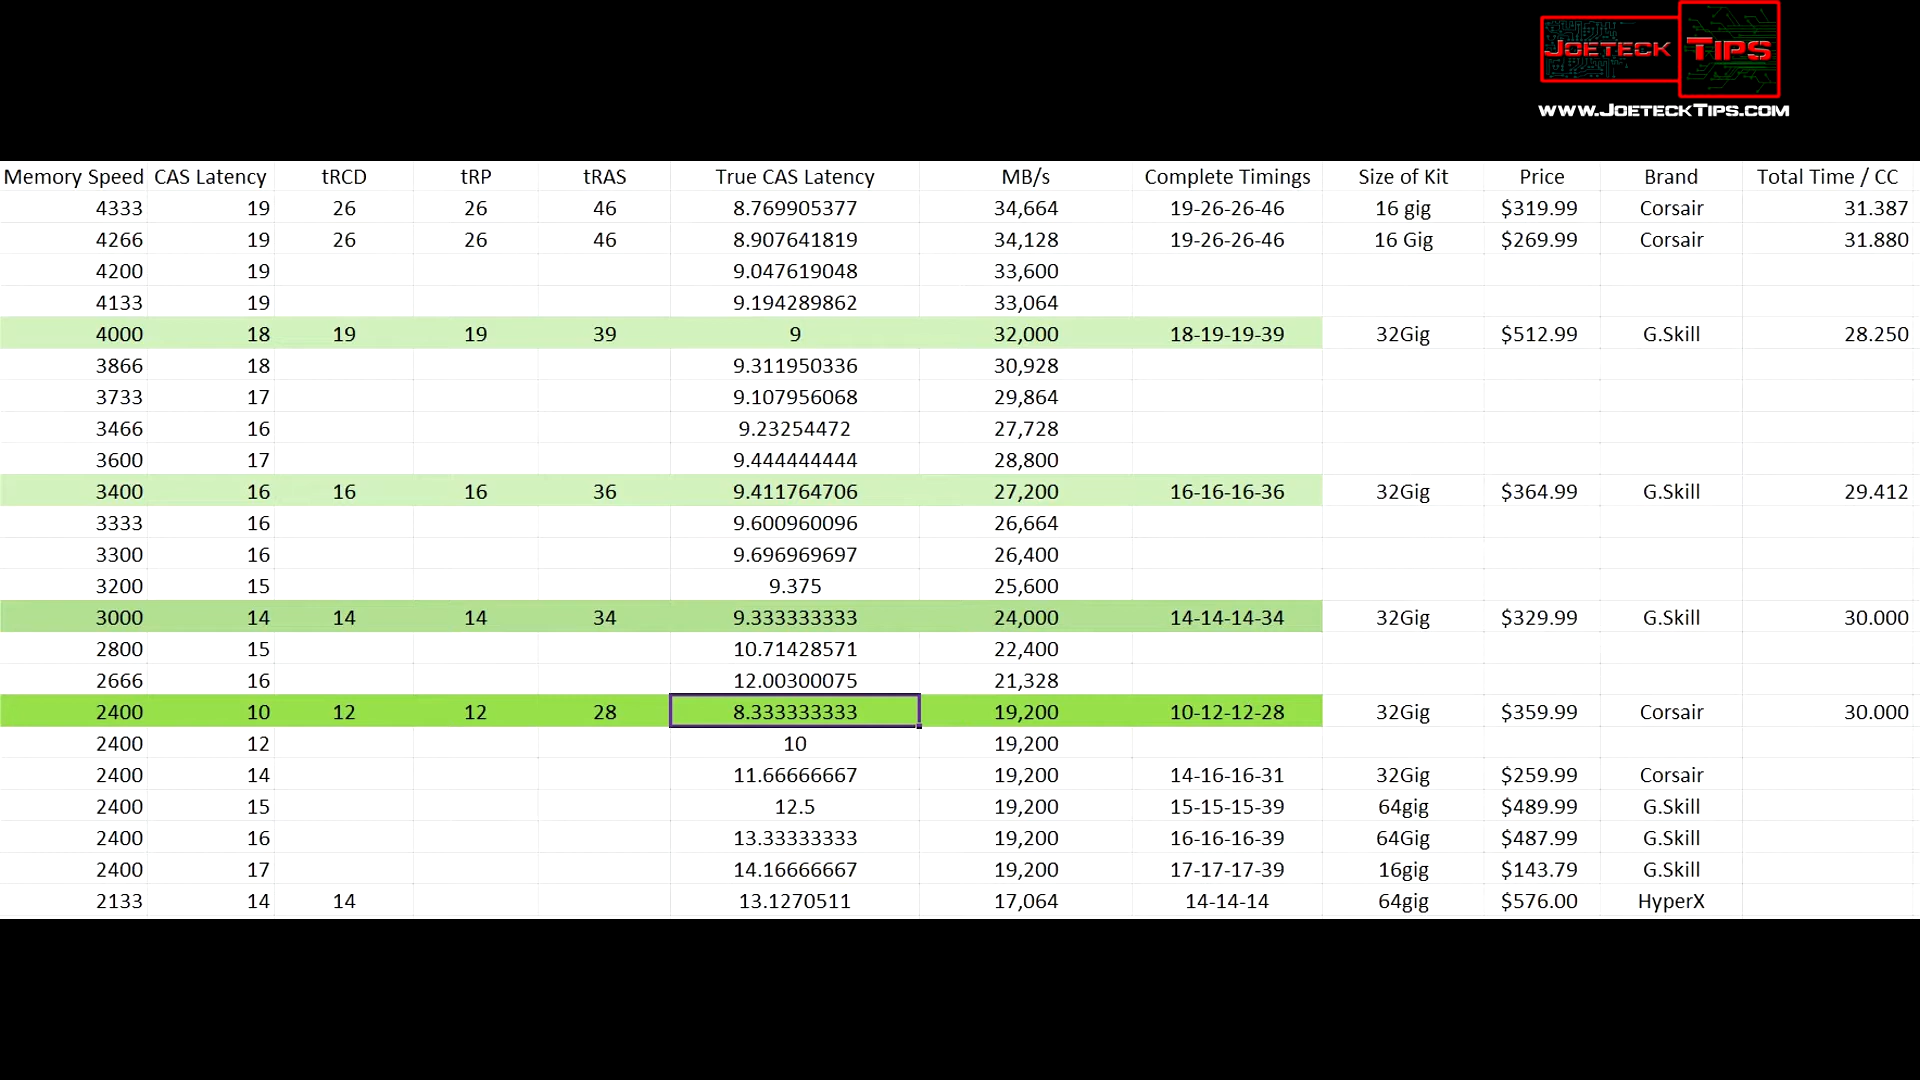 JOETECK TIPS
WWW.JOETECKTIPS.COM
Memory Speed CAS Latency tRCD tRP tRAS True CAS Latency MB/s Complete Timings Size of Kit Price Brand Total Time / CC
4333 19 26 26 46 8.769905377 34,664 19-26-26-46 16 gig $319.99 Corsair 31.387
4266 19 26 26 46 8.907641819 34,128 19-26-26-46 16 Gig $269.99 Corsair 31.880
4200 19 9.047619048 33,600
4133 19 9.194289862 33,064
4000 18 19 19 39 9 32,000 18-19-19-39 32Gig $512.99 G.Skill 28.250
3866 18 9.311950336 30,928
3733 17 9.107956068 29,864
3466 16 9.23254472 27,728
3600 17 9.444444444 28,800
3400 16 16 16 36 9.411764706 27,200 16-16-16-36 32Gig $364.99 G.Skill 29.412
3333 16 9.600960096 26,664
3300 16 9.696969697 26,400
3200 15 9.375 25,600
3000 14 14 14 34 9.333333333 24,000 14-14-14-34 32Gig $329.99 G.Skill 30.000
2800 15 10.71428571 22,400
2666 16 12.00300075 21,328
2400 10 12 12 28 8.333333333 19,200 10-12-12-28 32Gig $359.99 Corsair 30.000
2400 12 10 19,200
2400 14 11.66666667 19,200 14-16-16-31 32Gig $259.99 Corsair
2400 15 12.5 19,200 15-15-15-39 64gig $489.99 G.Skill
2400 16 13.33333333 19,200 16-16-16-39 64Gig $487.99 G.Skill
2400 17 14.16666667 19,200 17-17-17-39 16gig $143.79 G.Skill
2133 14 14 13.1270511 17,064 14-14-14 64gig $576.00 HyperX